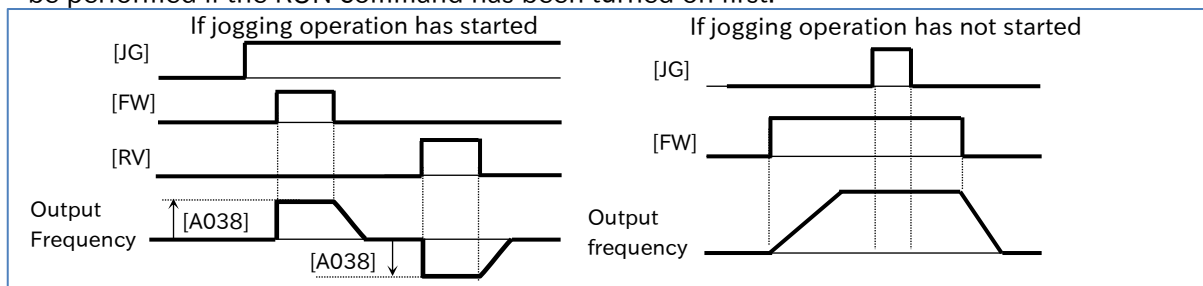 be performed if the RUN command has been turned on first.
If jogging operation has started
[JG]
[FW]
[RV]
Output
Frequency
[A038]
[A038]
If jogging operation has not started
[JG]
[FW]
Output
frequency